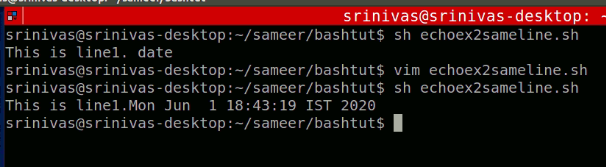 srinivas@srinivas-desktop: ~
srinivas@srinivas-desktop:~/sameer/bashtut$ sh echoex2sameline.sh
This is line1. date
srinivas@srinivas-desktop:~/sameer/bashtut$ vim echoex2sameline.sh
srinivas@srinivas-desktop:~/sameer/bashtut$ sh echoex2sameline.sh
This is line1.Mon Jun  1 18:43:19 IST 2020
srinivas@srinivas-desktop:~/sameer/bashtut$